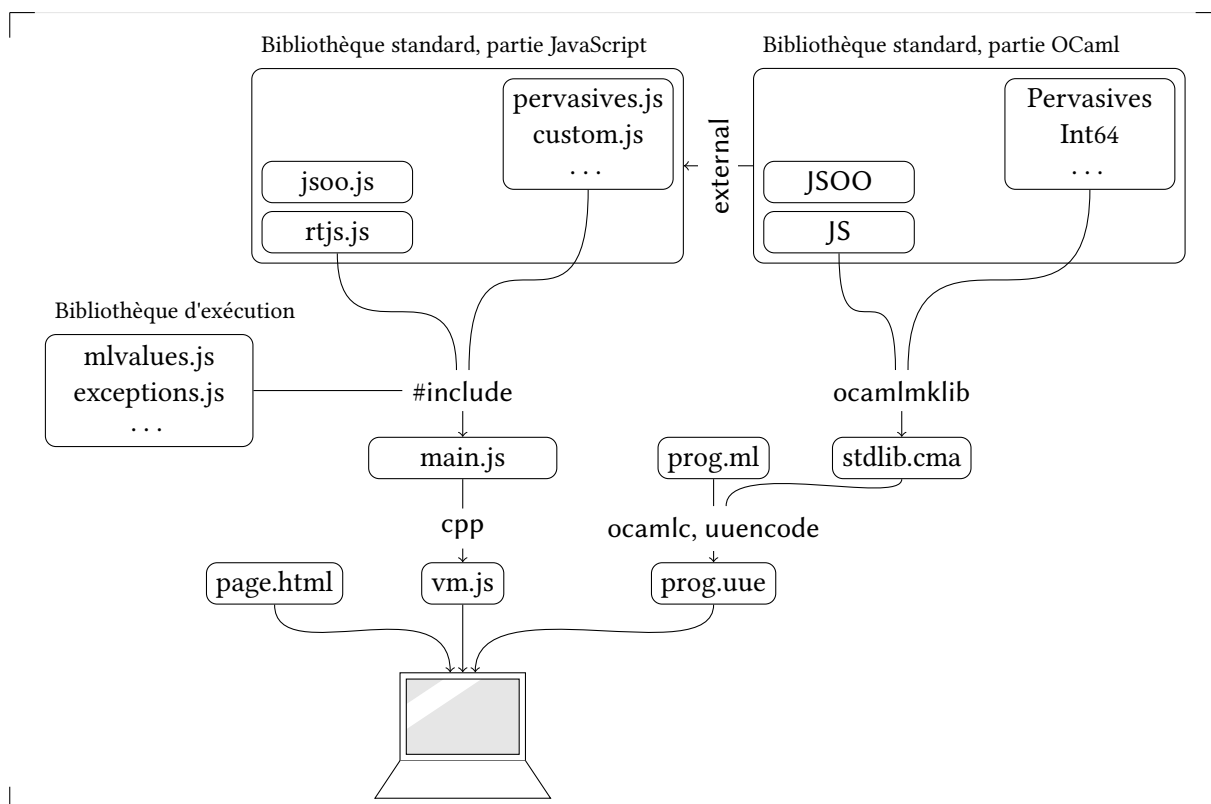 Bibliothèque standard, partie JavaScript
Bibliothèque standard, partie OCaml
pervasives.js
custom.js
. . .
jsoo.js
rtjs.js
external
Pervasives
Int64
. . .
JSOO
JS
Bibliothèque d'exécution
mlvalues.js
exceptions.js
. . .
#include
ocamlmklib
main.js
prog.ml
stdlib.cma
cpp
ocamlc, uuencode
page.html
vm.js
prog.uue